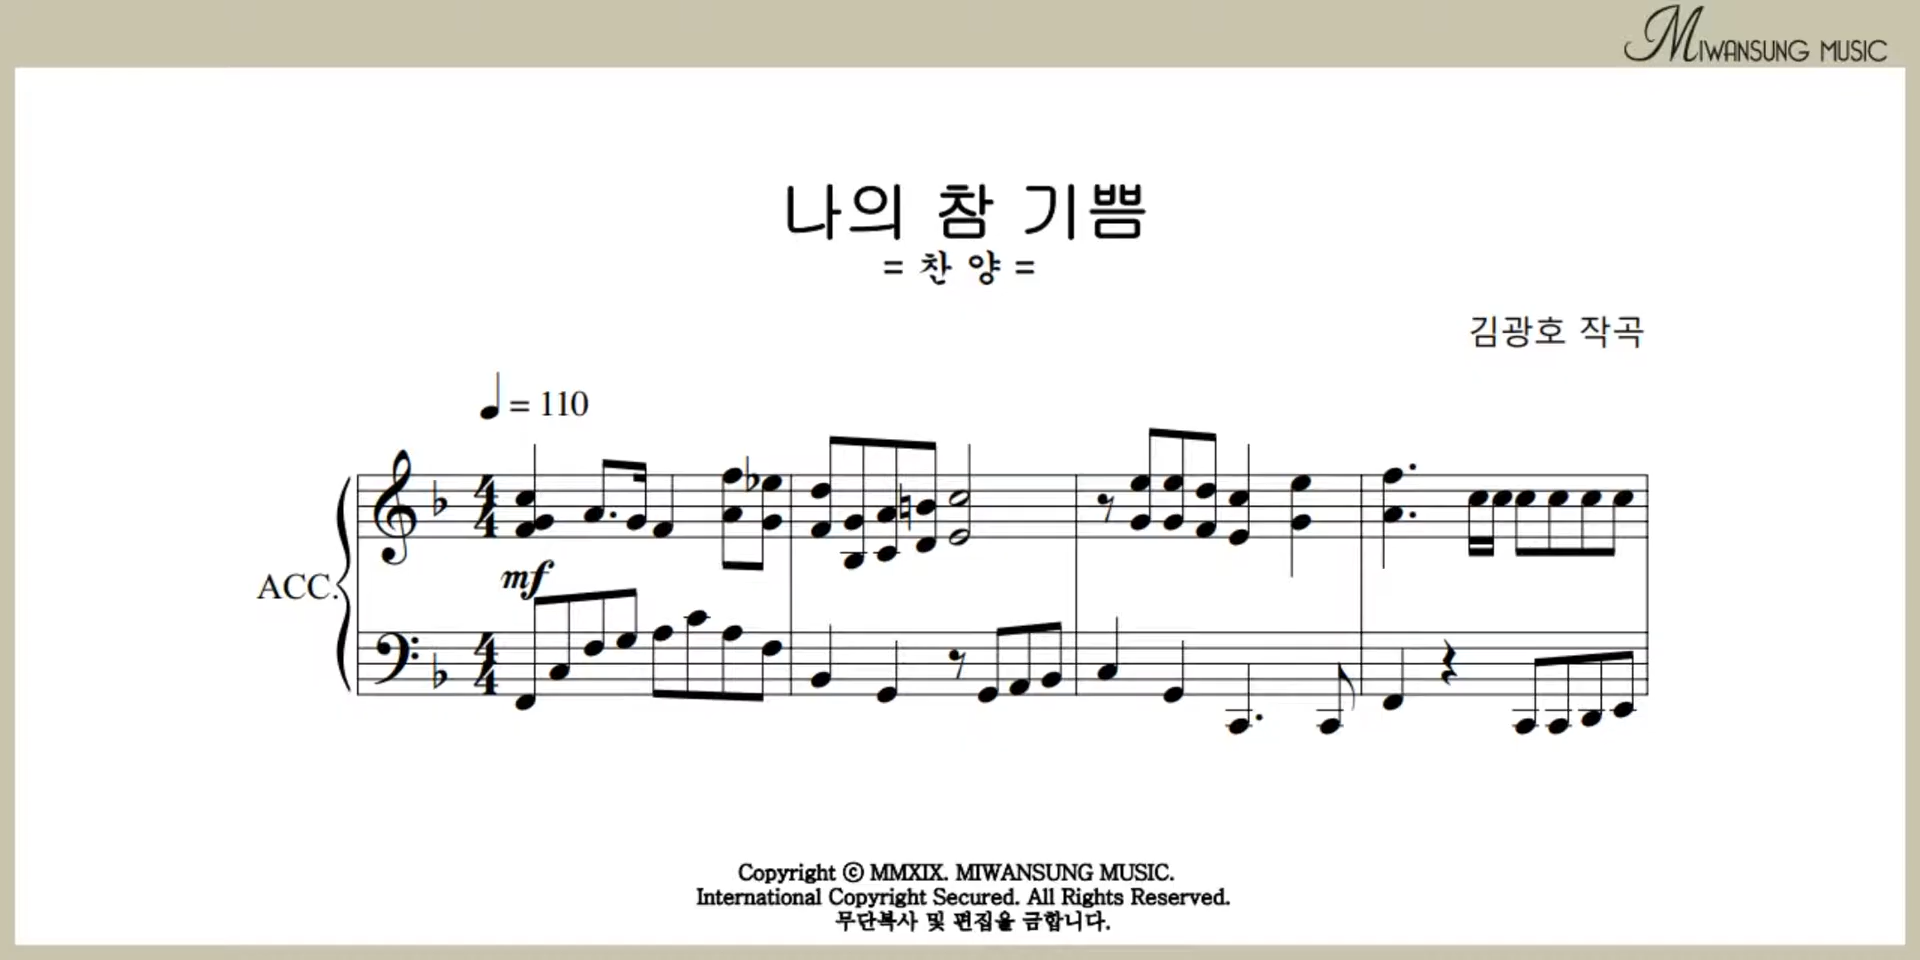 MIWANSUNG MUSIC
나의 참 기쁨
= 찬 양 =
김광호 작곡
= 110
ACC.
mf
Copyright ⓒ MMXIX. MIWANSUNG MUSIC.
International Copyright Secured. All Rights Reserved.
무단복사 및 편집을 금합니다.